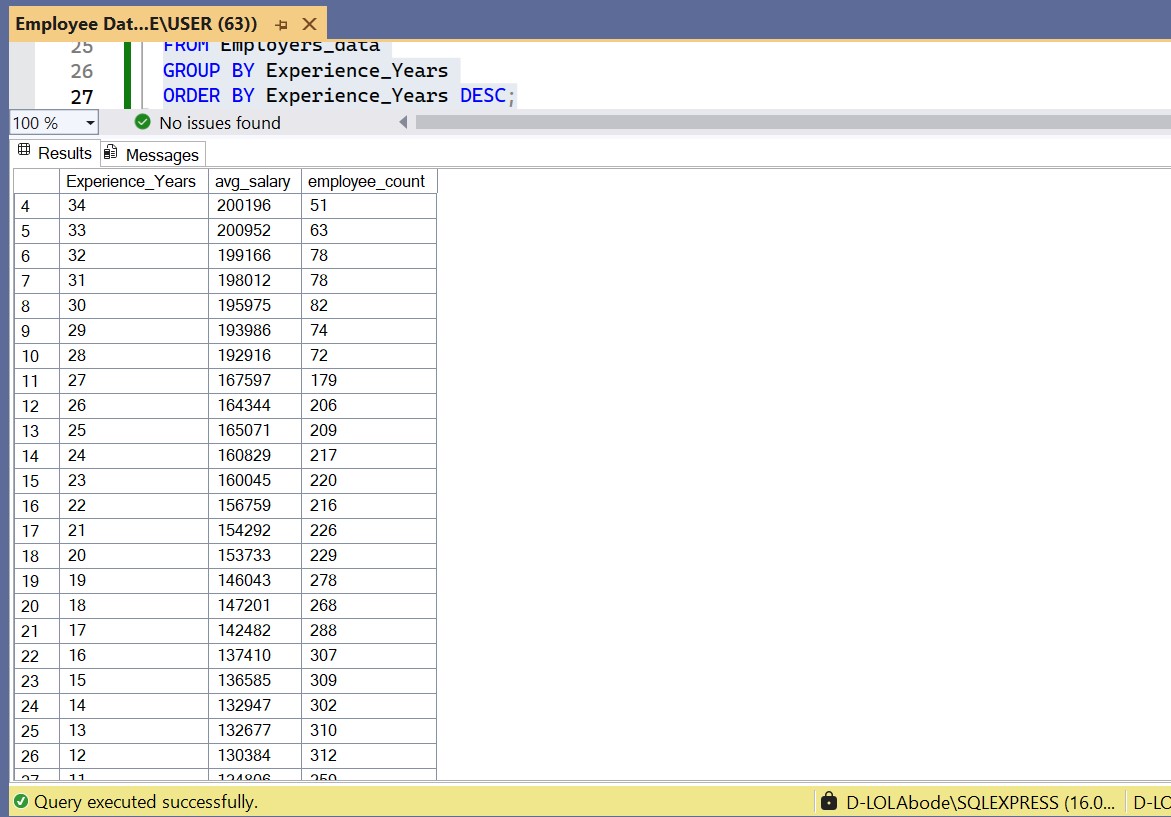 Employee Dat...E\USER (63))
25 FROM Employers_data
26 GROUP BY Experience_Years
27 ORDER BY Experience_Years DESC;
100 % No issues found
Results Messages
Experience_Years avg_salary employee_count
4 34 200196 51
5 33 200952 63
6 32 199166 78
7 31 198012 78
8 30 195975 82
9 29 193986 74
10 28 192916 72
11 27 167597 179
12 26 164344 206
13 25 165071 209
14 24 160829 217
15 23 160045 220
16 22 156759 216
17 21 154292 226
18 20 153733 229
19 19 146043 278
20 18 147201 268
21 17 142482 288
22 16 137410 307
23 15 136585 309
24 14 132947 302
25 13 132677 310
26 12 130384 312
27 11
Query executed successfully. D-LOLAbode\SQLEXPRESS (16.0... D-LO